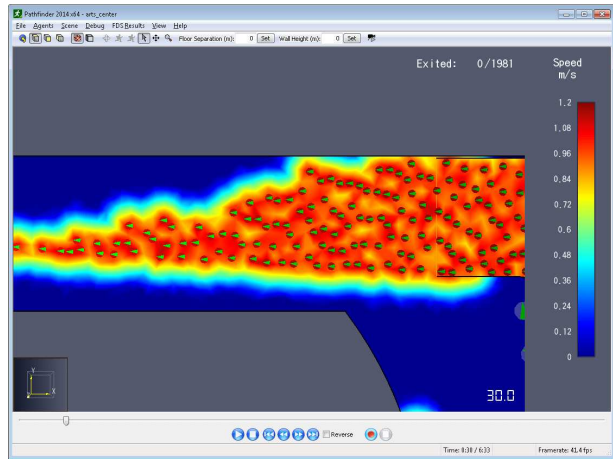 Pathfinder 2014 x64 - arts_center
File Agents Scene Debug FDS Results View Help
Floor Separation (m): 0 Set Wall Height (m): 0 Set
Exited: 0/1981
Speed
m/s
1.2
1.08
0.96
0.84
0.72
0.6
0.48
0.36
0.24
0.12
0
Y
X
30.0
Reverse
Time: 8:30 / 6:33 Framerate: 41.4 fps